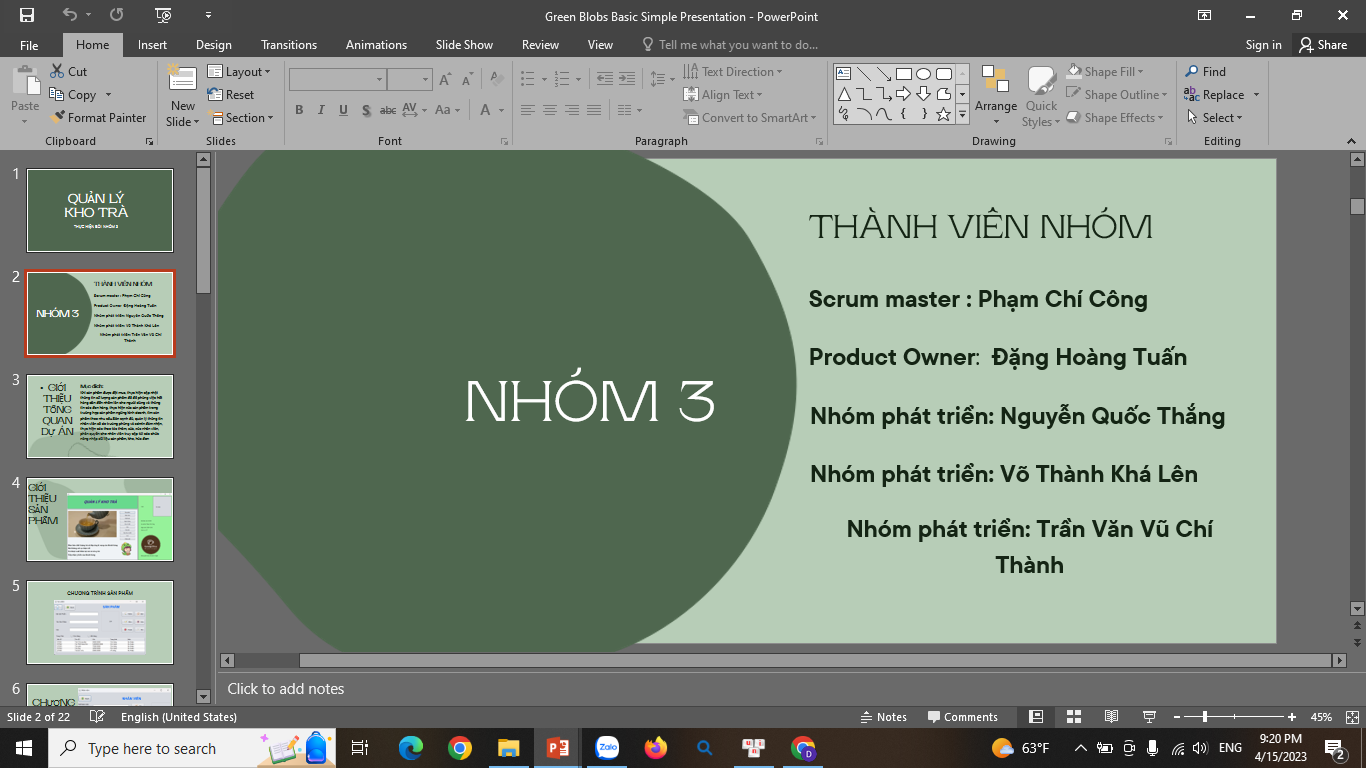 Green Blobs Basic Simple Presentation - PowerPoint
File Home Insert Design Transitions Animations Slide Show Review View Tell me what you want to do... Sign in Share
Paste
Cut
Copy
Format Painter
Clipboard
New Slide
Layout
Reset
Section
Slides
B I U S abc AV Aa A
Font
Text Direction
Align Text
Convert to SmartArt
Paragraph
Arrange
Quick Styles
Shape Fill
Shape Outline
Shape Effects
Drawing
Find
Replace
Select
Editing
1
QUẢN LÝ
KHO TRÀ
THỰC HIỆN BỞI: NHÓM 3
2
NHÓM 3
THÀNH VIÊN NHÓM
Scrum master : Phạm Chí Công
Product Owner: Đặng Hoàng Tuấn
Nhóm phát triển: Nguyễn Quốc Thắng
Nhóm phát triển: Võ Thành Khá Lên
Nhóm phát triển: Trần Văn Vũ Chí
Thành
3
• GIỚI
THIỆU
TỔNG
QUAN
DỰ ÁN
Mục đích:
4
GIỚI
THIỆU
SẢN
PHẨM
QUẢN LÝ KHO TRÀ
5
CHƯƠNG TRÌNH SẢN PHẨM
6
CHƯƠNG
NHÂN VIÊN
NHÓM 3
THÀNH VIÊN NHÓM
Scrum master : Phạm Chí Công
Product Owner: Đặng Hoàng Tuấn
Nhóm phát triển: Nguyễn Quốc Thắng
Nhóm phát triển: Võ Thành Khá Lên
Nhóm phát triển: Trần Văn Vũ Chí
Thành
Click to add notes
Slide 2 of 22 English (United States) Notes Comments 45%
Type here to search
Zalo
63°F
ENG
9:20 PM
4/15/2023
2